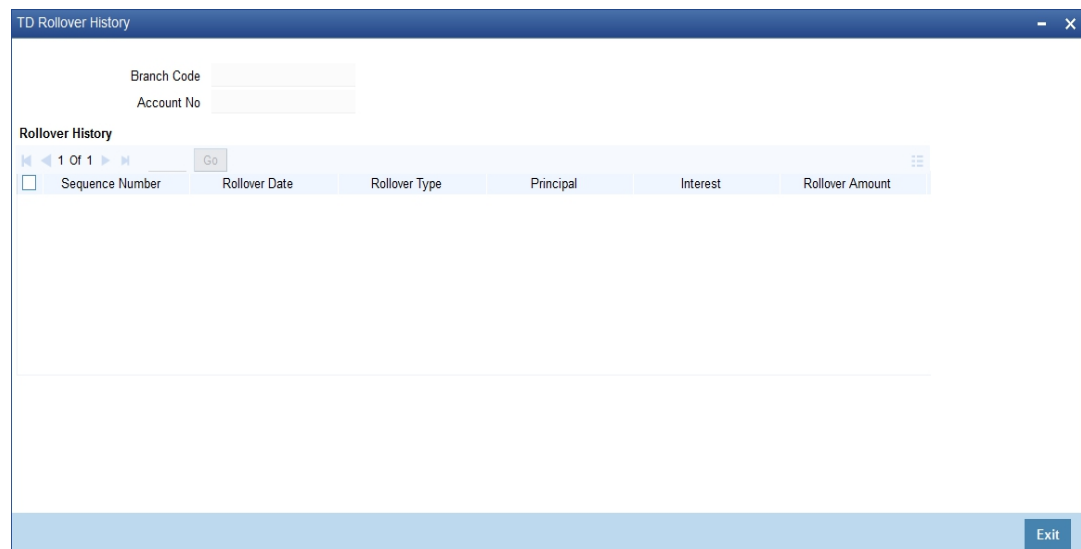 TD Rollover History
Branch Code
Account No
Rollover History
1 Of 1 Go
Sequence Number Rollover Date Rollover Type Principal Interest Rollover Amount
Exit